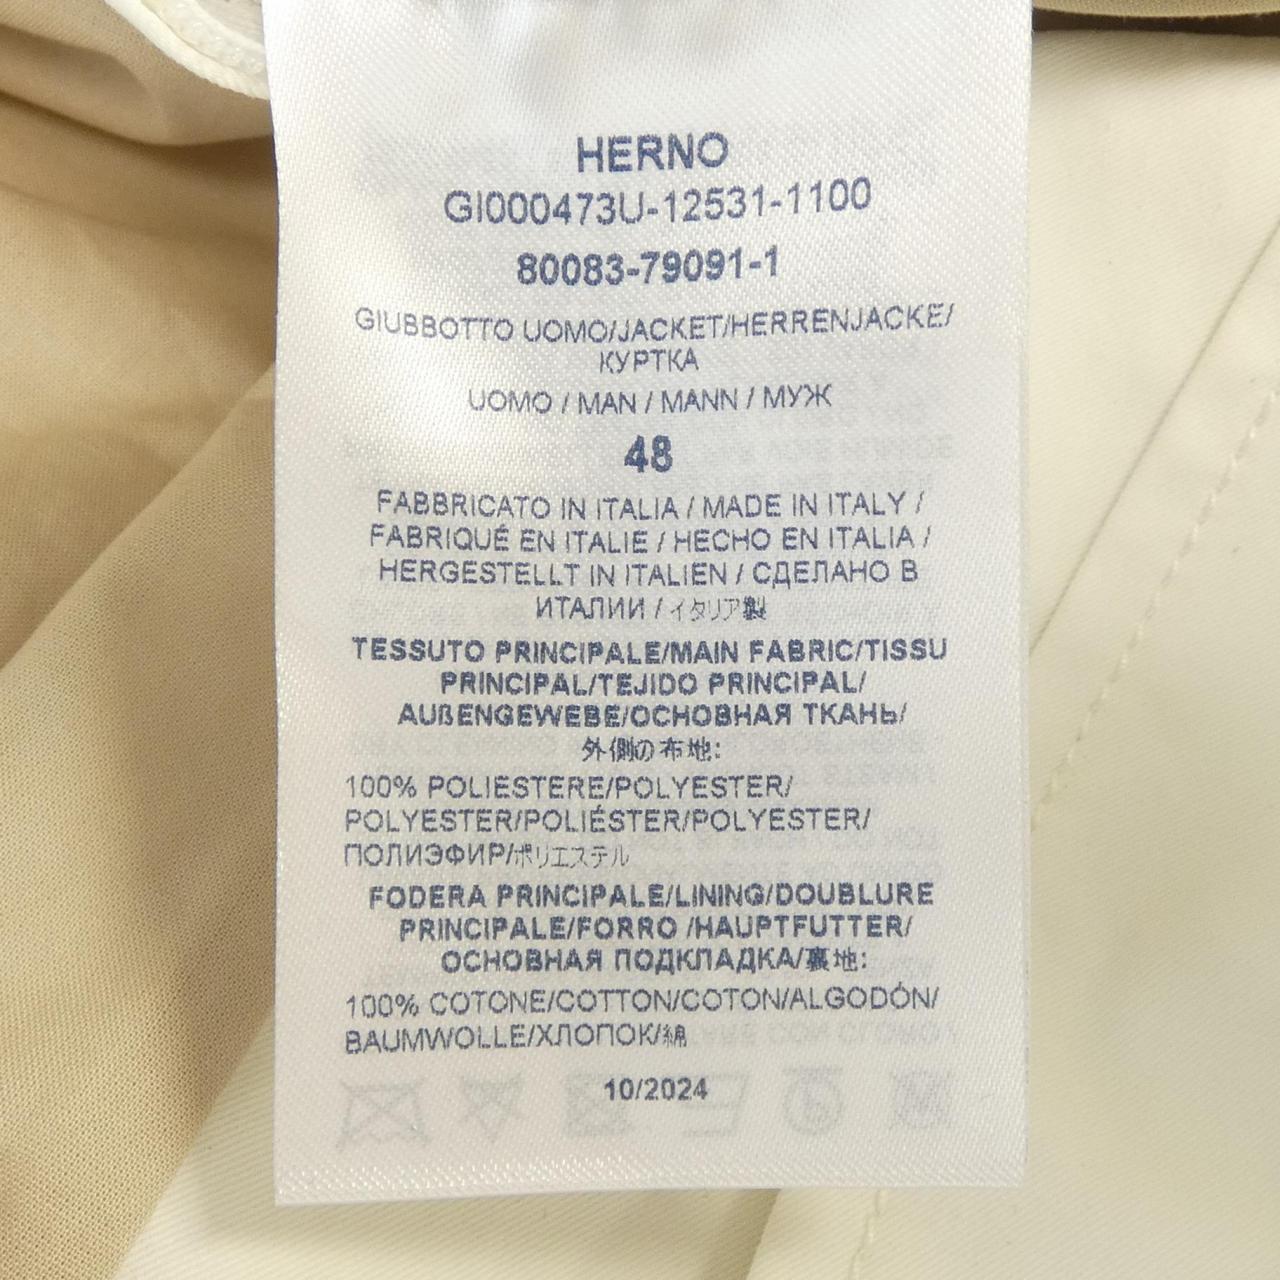 HERNO
GI000473U-12531-1100
80083-79091-1
GIUBBOTTO UOMO/JACKET/HERRENJACKE/
КУРТКА
UOMO / MAN / MANN / МУЖ
48
FABBRICATO IN ITALIA / MADE IN ITALY /
FABRIQUÉ EN ITALIE / HECHO EN ITALIA /
HERGESTELLT IN ITALIEN / СДЕЛАНО В
ИТАЛИИ / イタリア製
TESSUTO PRINCIPALE/MAIN FABRIC/TISSU
PRINCIPAL/TEJIDO PRINCIPAL/
AUßENGEWEBE/ОСНОВНАЯ ТКАНЬ/
外側の布地:
100% POLIESTERE/POLYESTER/
POLYESTER/POLIÉSTER/POLYESTER/
ПОЛИЭФИР/ポリエステル
FODERA PRINCIPALE/LINING/DOUBLURE
PRINCIPALE/FORRO /HAUPTFUTTER/
ОСНОВНАЯ ПОДКЛАДКА/裏地:
100% COTONE/COTTON/COTON/ALGODÓN/
BAUMWOLLE/ХЛОПОК/綿
10/2024